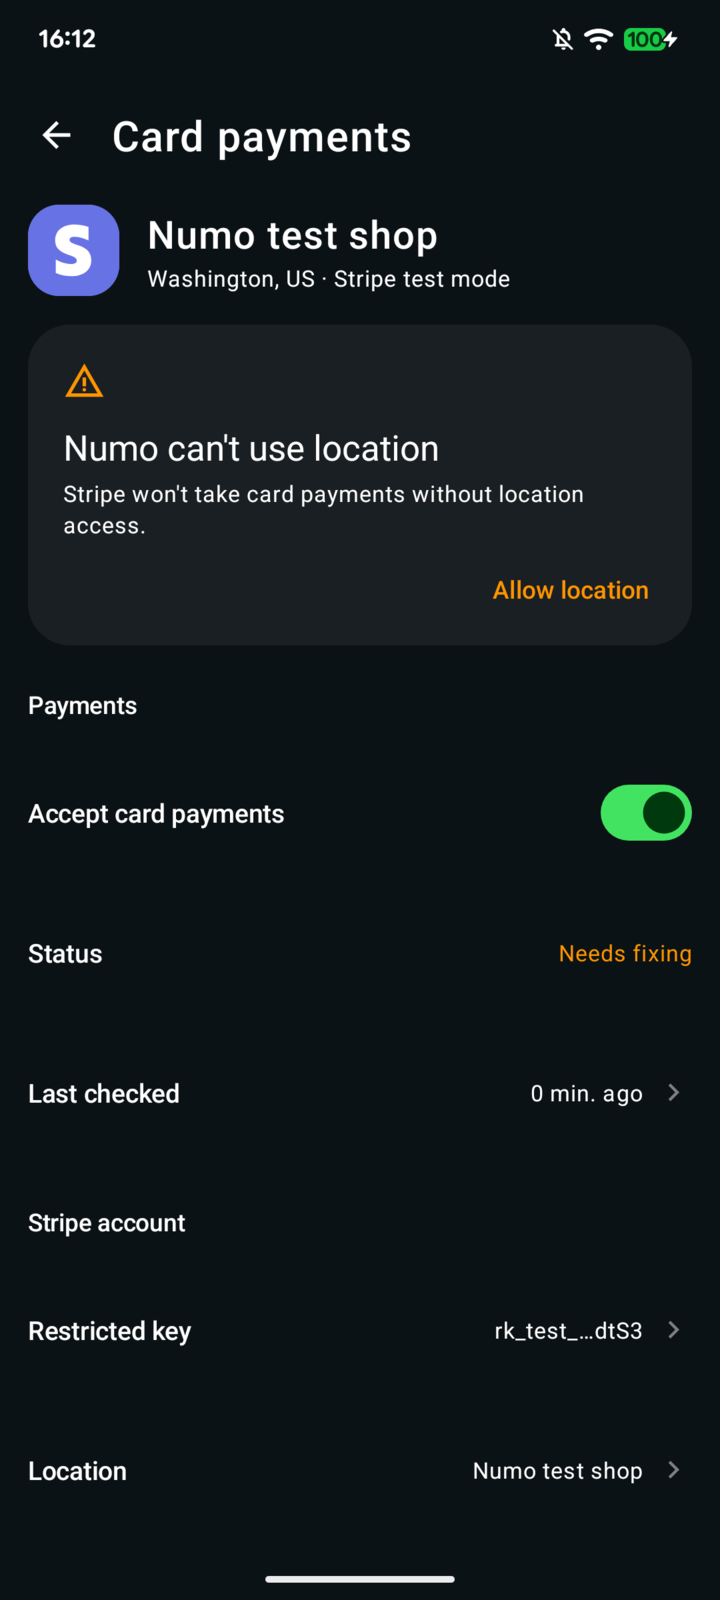 16:12
100
Card payments
S
Numo test shop
Washington, US · Stripe test mode
Numo can't use location
Stripe won't take card payments without location
access.
Allow location
Payments
Accept card payments
Status
Needs fixing
Last checked
0 min. ago
Stripe account
Restricted key
rk_test_…dtS3
Location
Numo test shop